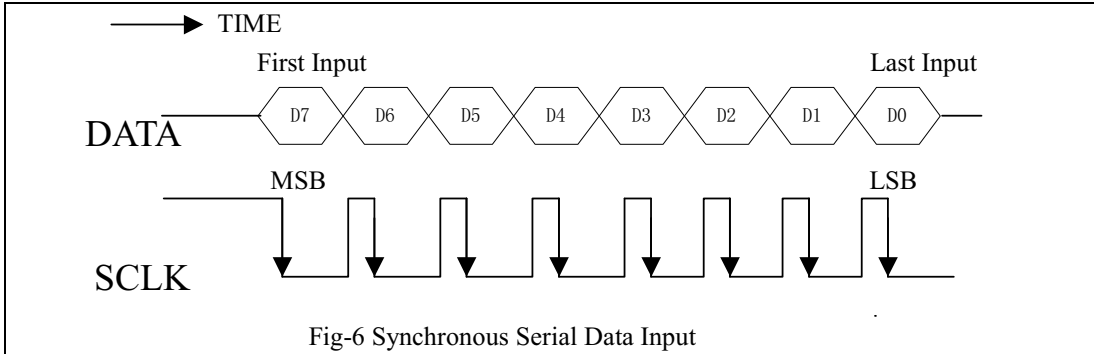 TIME
First Input Last Input
DATA D7 D6 D5 D4 D3 D2 D1 D0
MSB LSB
SCLK
Fig-6 Synchronous Serial Data Input